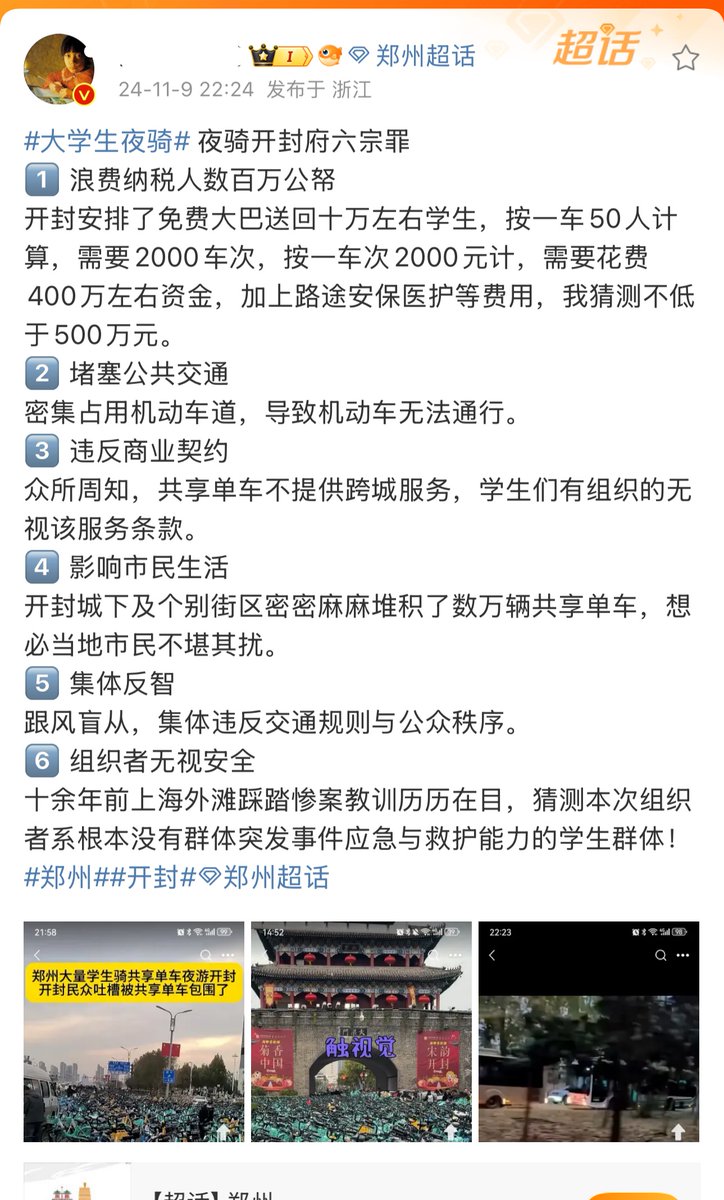 郑州超话
超话
24-11-9 22:24 发布于 浙江
#大学生夜骑# 夜骑开封府六宗罪
1 浪费纳税人数百万公帑
开封安排了免费大巴送回十万左右学生，按一车50人计
算，需要2000车次，按一车次2000元计，需要花费
400万左右资金，加上路途安保医护等费用，我猜测不低
于500万元。
2 堵塞公共交通
密集占用机动车道，导致机动车无法通行。
3 违反商业契约
众所周知，共享单车不提供跨城服务，学生们有组织的无
视该服务条款。
4 影响市民生活
开封城下及个别街区密密麻麻堆积了数万辆共享单车，想
必当地市民不堪其扰。
5 集体反智
跟风盲从，集体违反交通规则与公众秩序。
6 组织者无视安全
十余年前上海外滩踩踏惨案教训历历在目，猜测本次组织
者系根本没有群体突发事件应急与救护能力的学生群体！
#郑州##开封#郑州超话
21:58
郑州大量学生骑共享单车夜游开封
开封民众吐槽被共享单车包围了
14:52
触视觉
菊香
中国
朱韵
开封
22:23
【超话】郑州